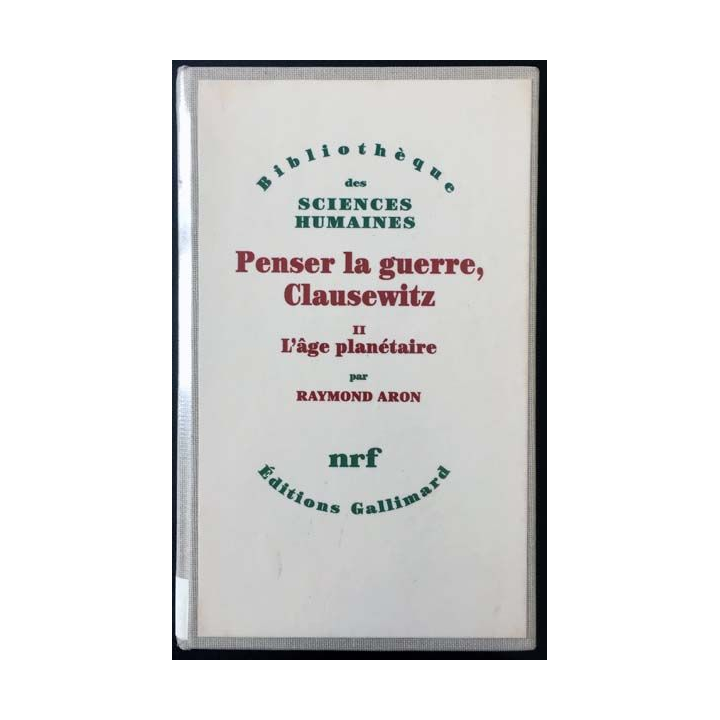 Bibliothèque
des
SCIENCES
HUMAINES
Penser la guerre,
Clausewitz
II
L'âge planétaire
par
RAYMOND ARON
nrf
Éditions Gallimard